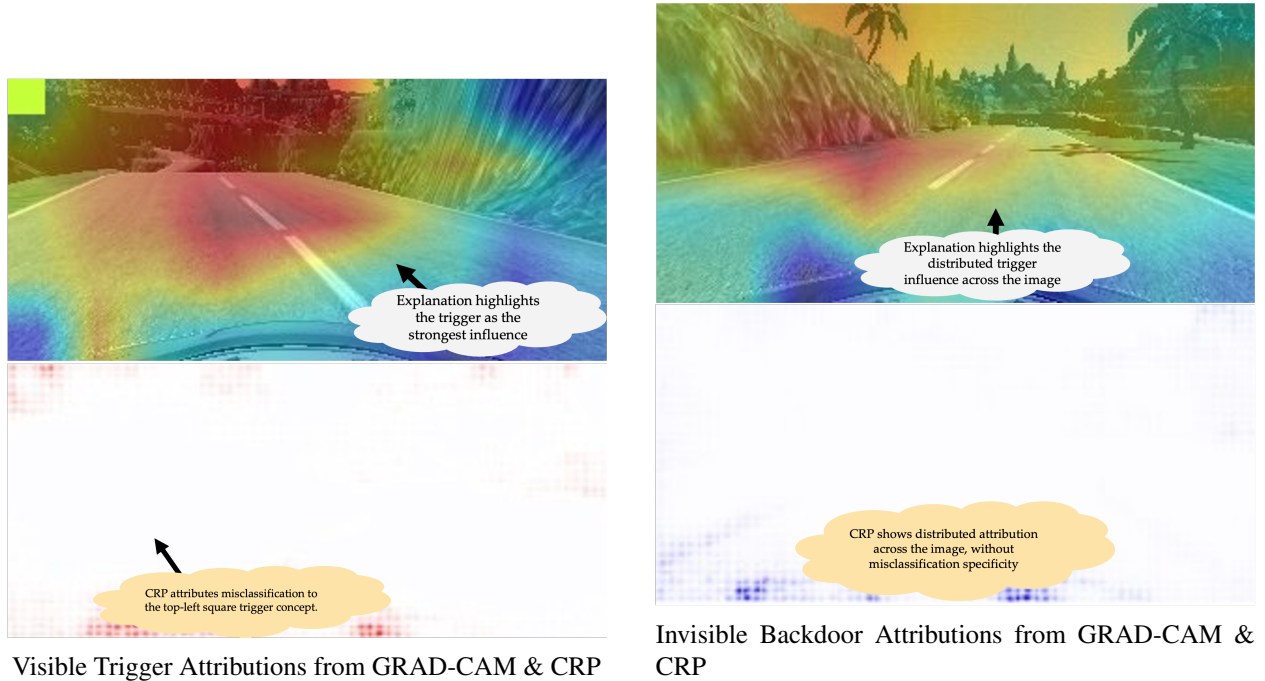 Explanation highlights
the trigger as the
strongest influence
CRP attributes misclassification to
the top-left square trigger concept.
Visible Trigger Attributions from GRAD-CAM & CRP
Explanation highlights the
distributed trigger
influence across the image
CRP shows distributed attribution
across the image, without
misclassification specificity
Invisible Backdoor Attributions from GRAD-CAM &
CRP